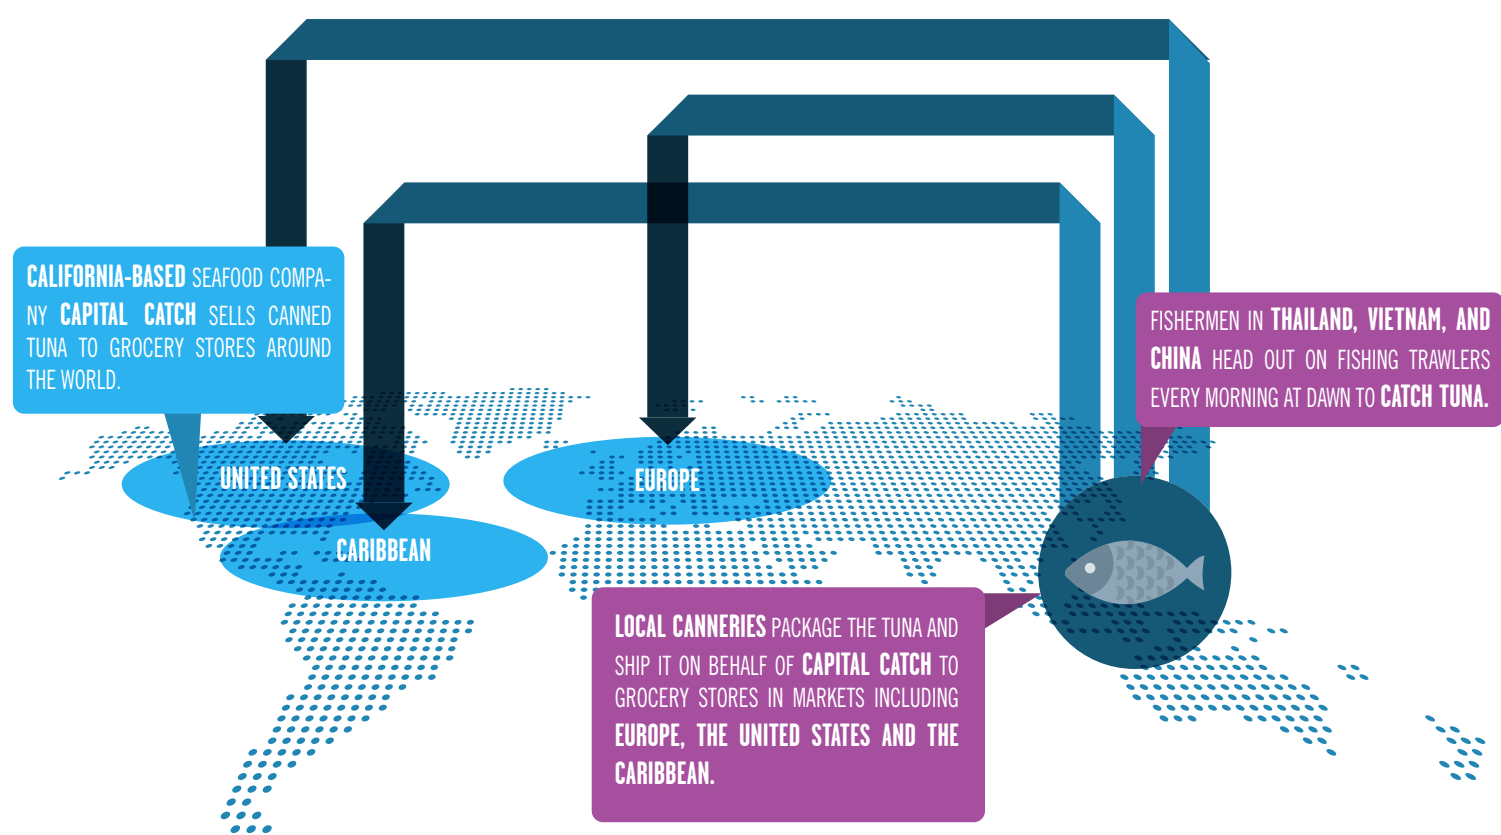 CALIFORNIA-BASED SEAFOOD COMPA-
NY CAPITAL CATCH SELLS CANNED
TUNA TO GROCERY STORES AROUND
THE WORLD.
FISHERMEN IN THAILAND, VIETNAM, AND
CHINA HEAD OUT ON FISHING TRAWLERS
EVERY MORNING AT DAWN TO CATCH TUNA.
UNITED STATES
EUROPE
CARIBBEAN
LOCAL CANNERIES PACKAGE THE TUNA AND
SHIP IT ON BEHALF OF CAPITAL CATCH TO
GROCERY STORES IN MARKETS INCLUDING
EUROPE, THE UNITED STATES AND THE
CARIBBEAN.